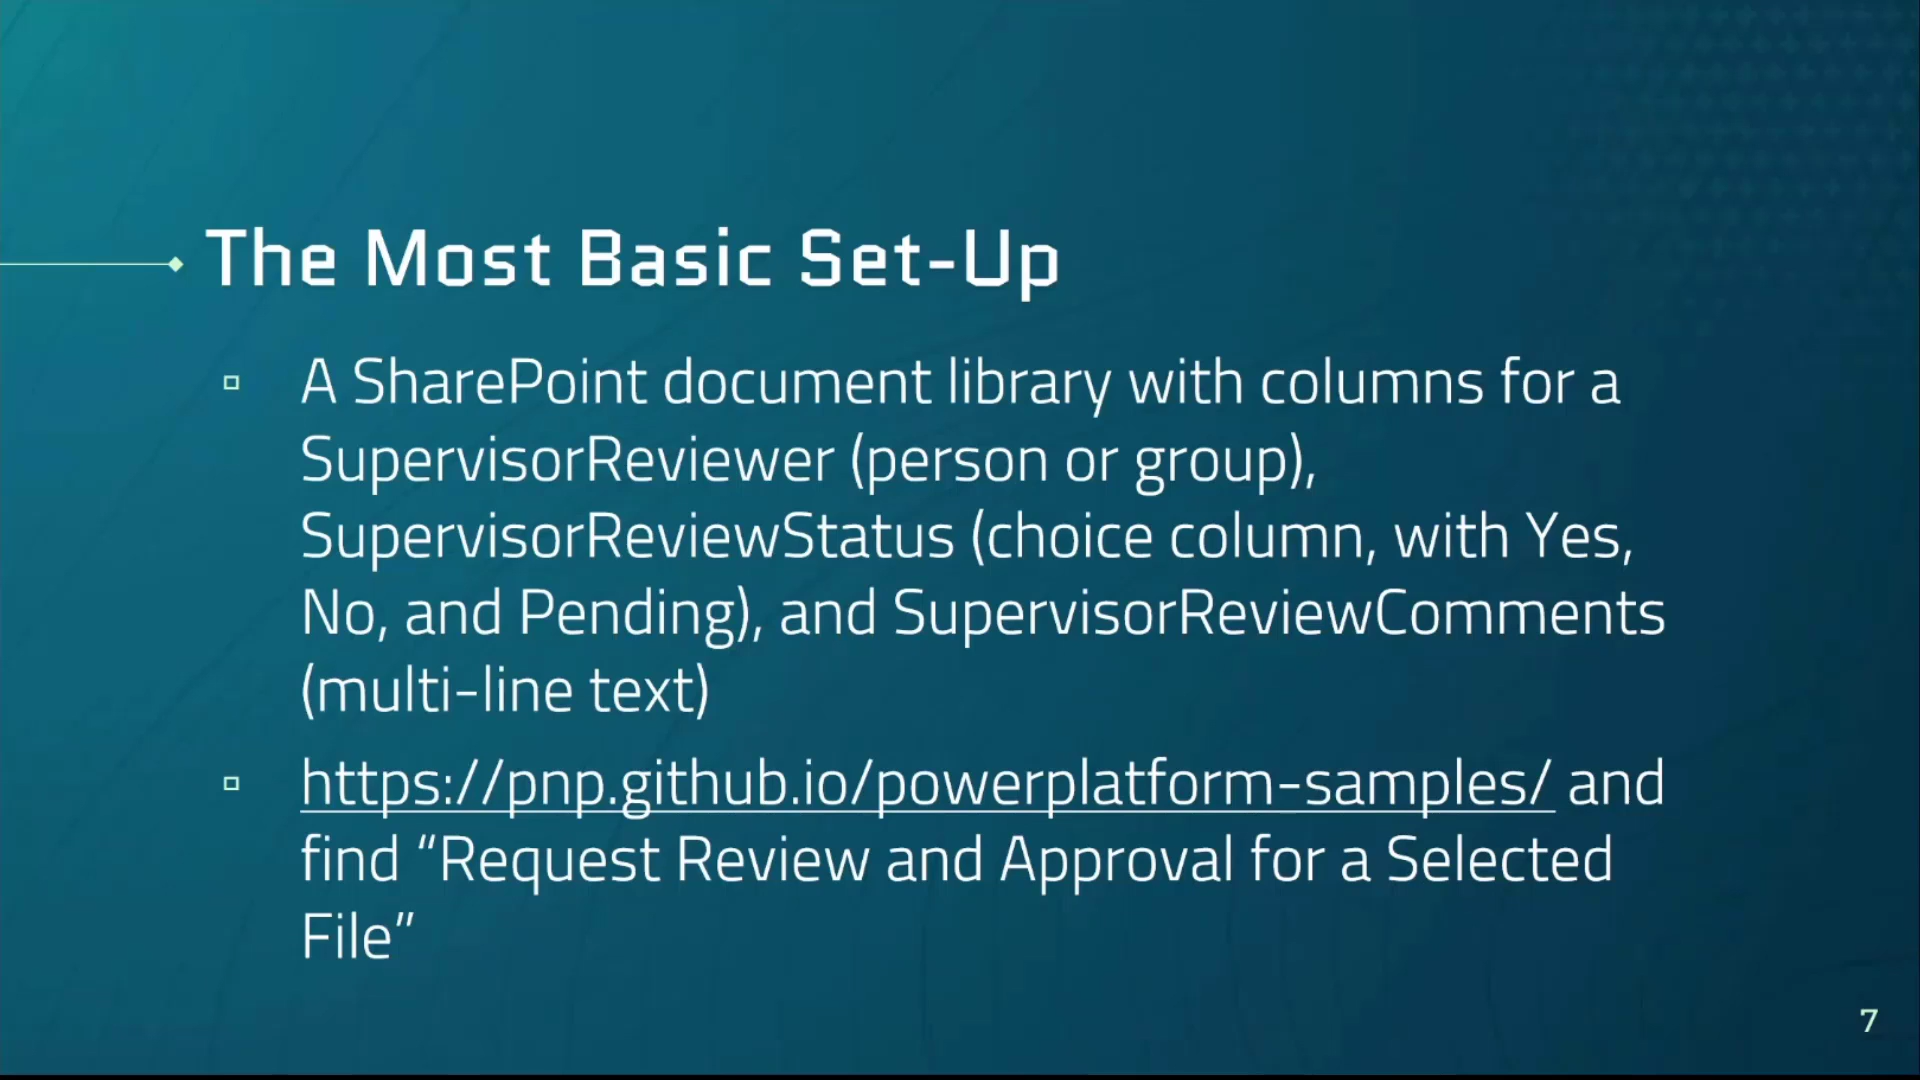 The Most Basic Set-Up
A SharePoint document library with columns for a
SupervisorReviewer (person or group),
SupervisorReviewStatus (choice column, with Yes,
No, and Pending), and SupervisorReviewComments
(multi-line text)
https://pnp.github.io/powerplatform-samples/ and
find “Request Review and Approval for a Selected
File”
7